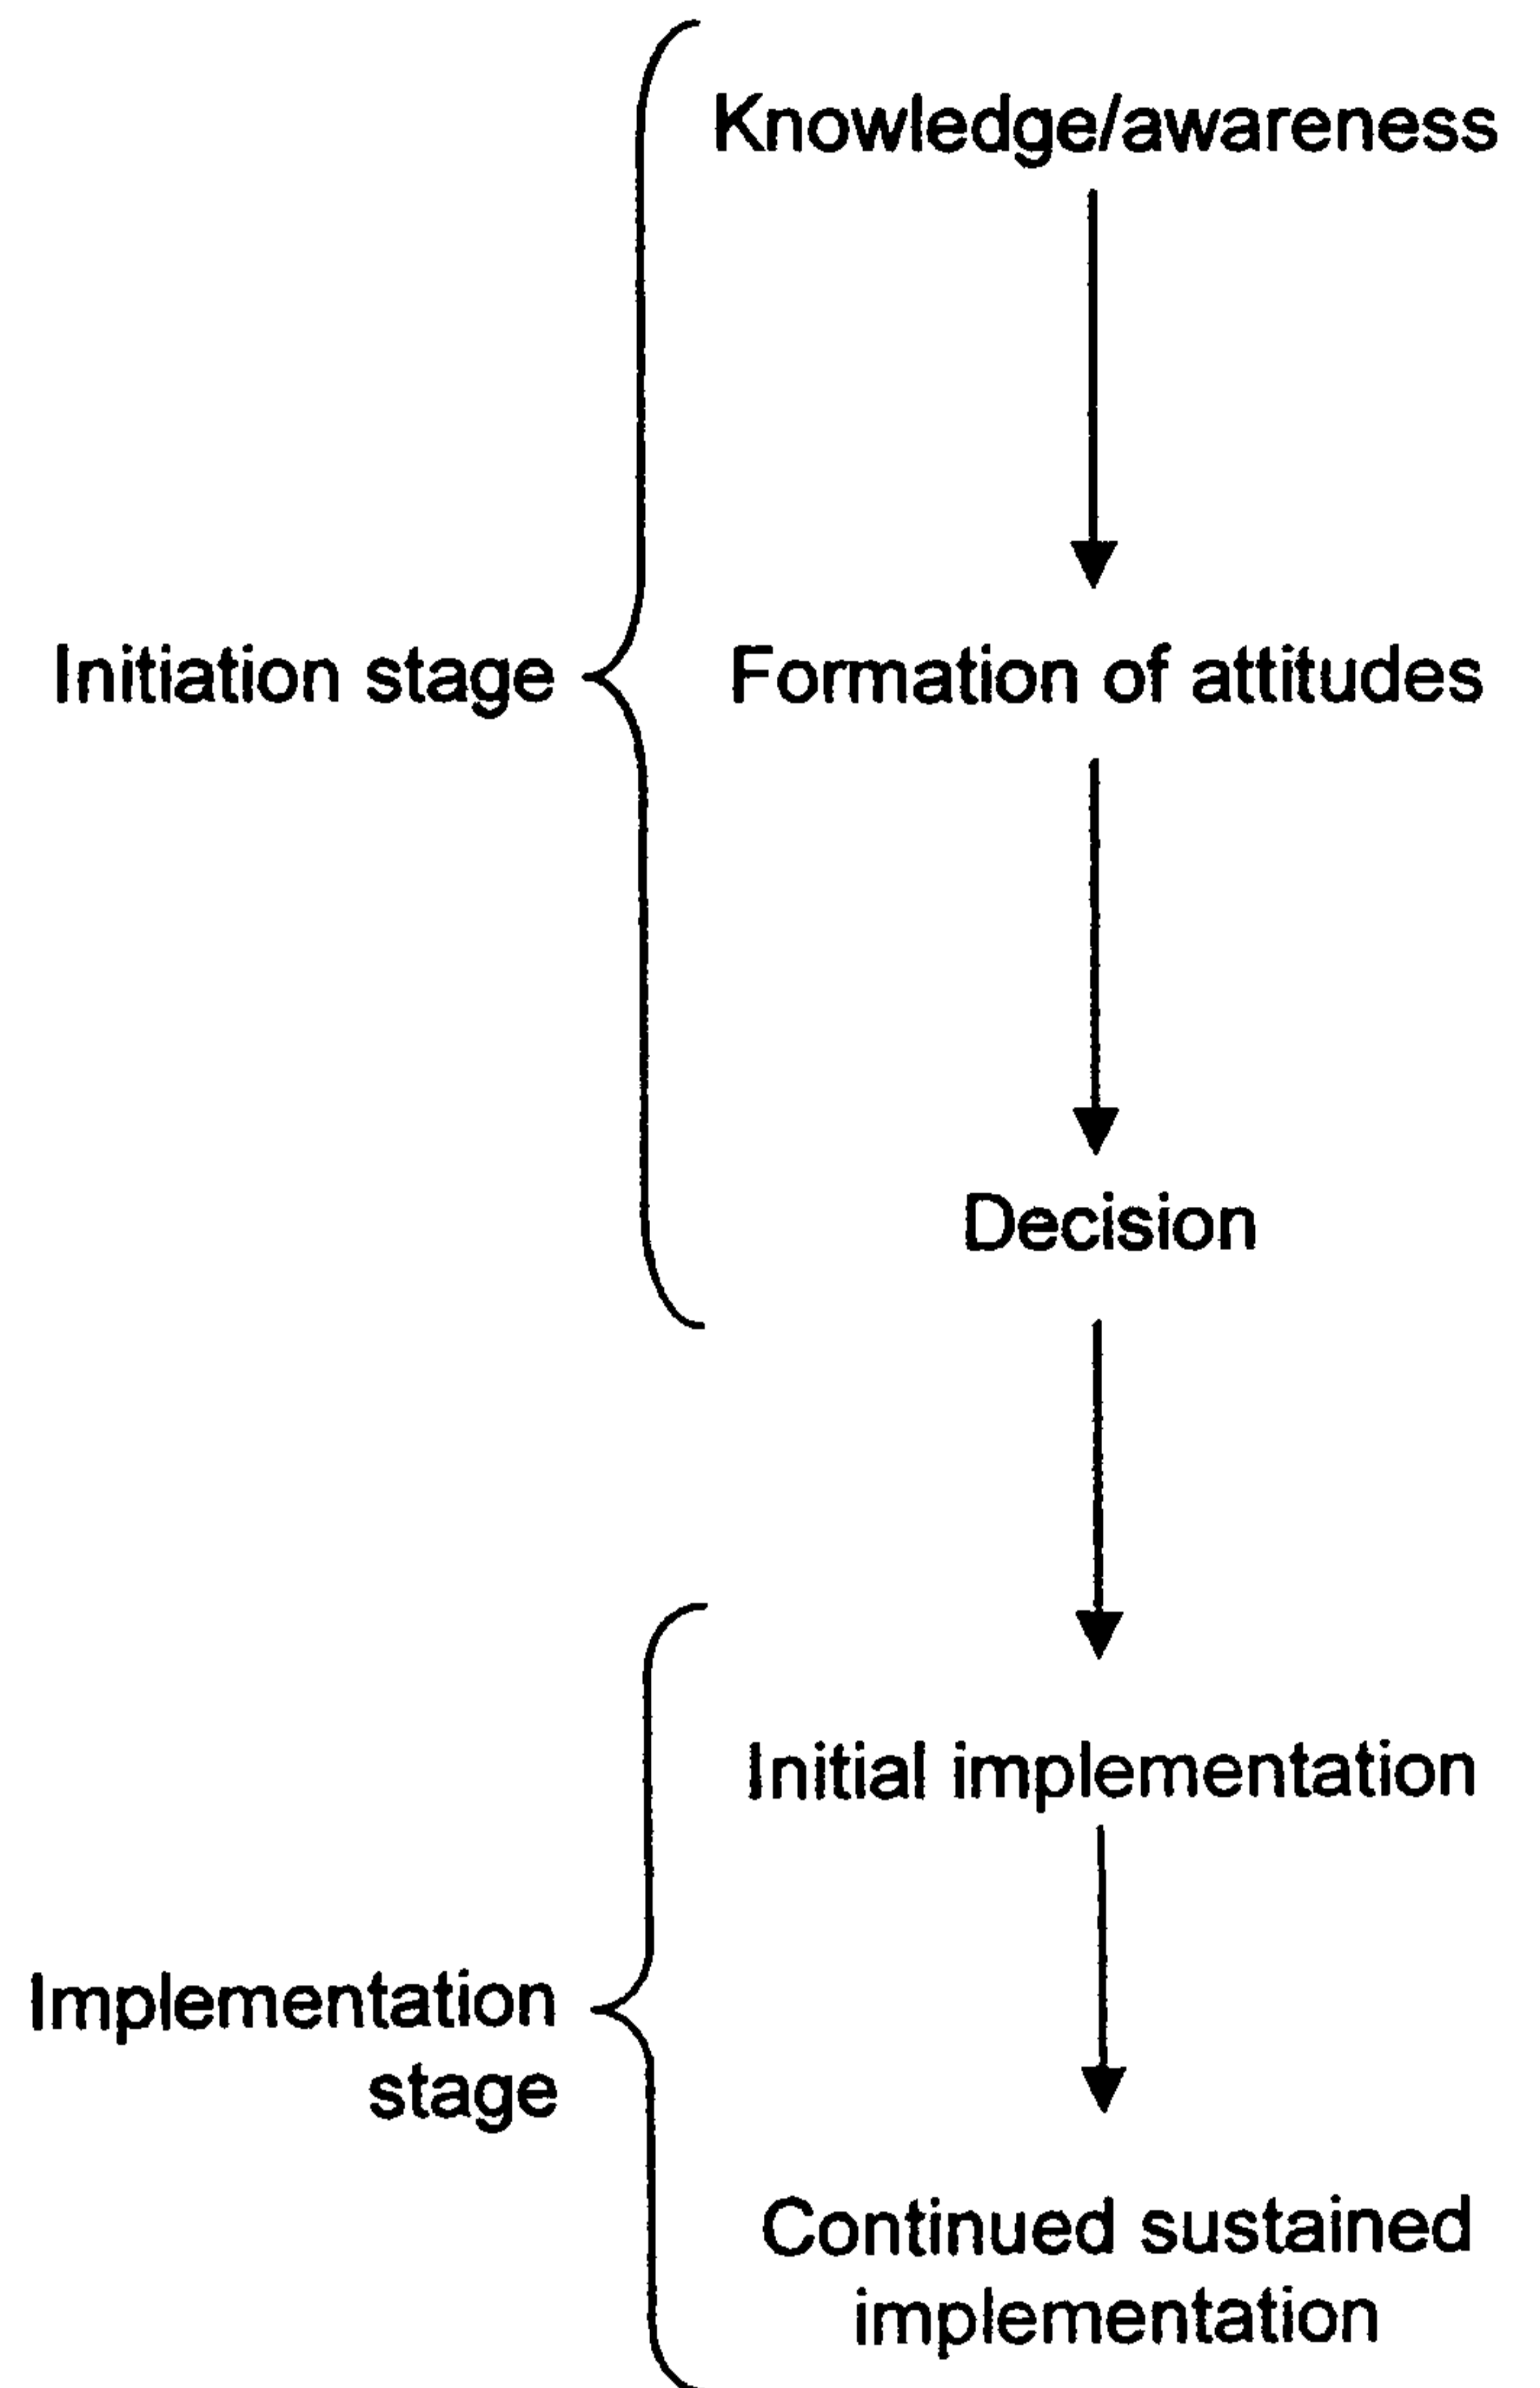 Knowledge/awareness
Initiation stage
Formation of attitudes
Decision
Initial implementation
Implementation
stage
Continued sustained
implementation